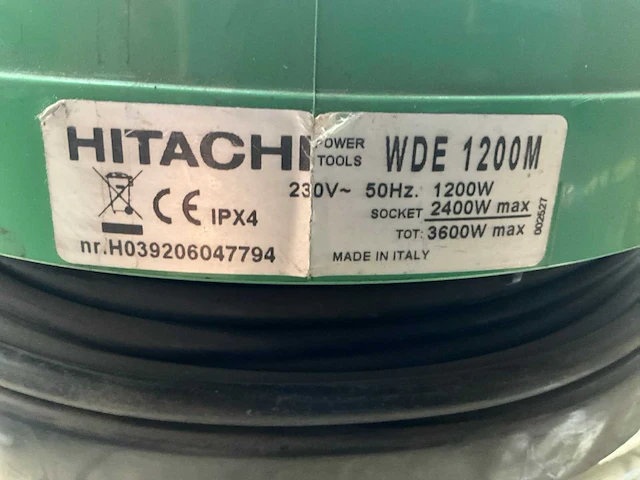 HITACHI POWER TOOLS WDE 1200M
230V~ 50Hz. 1200W
SOCKET 2400W max
TOT: 3600W max
CE IPX4
nr.H039206047794
MADE IN ITALY
002527